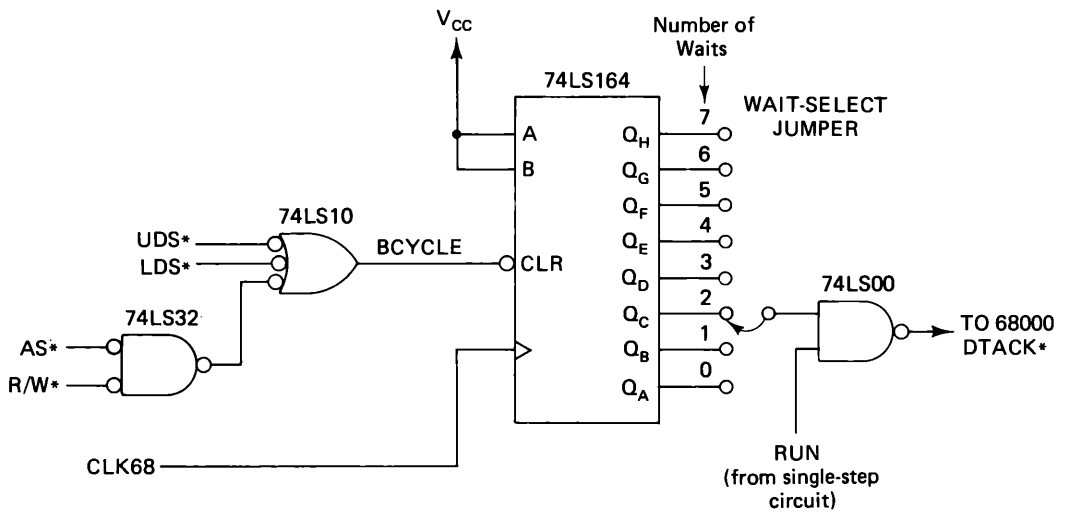 VCC
Number of
Waits
74LS164
WAIT-SELECT
JUMPER
A
B
CLR
QH
7
QG
6
QF
5
QE
4
QD
3
QC
2
QB
1
QA
0
74LS10
UDS*
LDS*
BCYCLE
74LS32
AS*
R/W*
CLK68
74LS00
TO 68000
DTACK*
RUN
(from single-step
circuit)